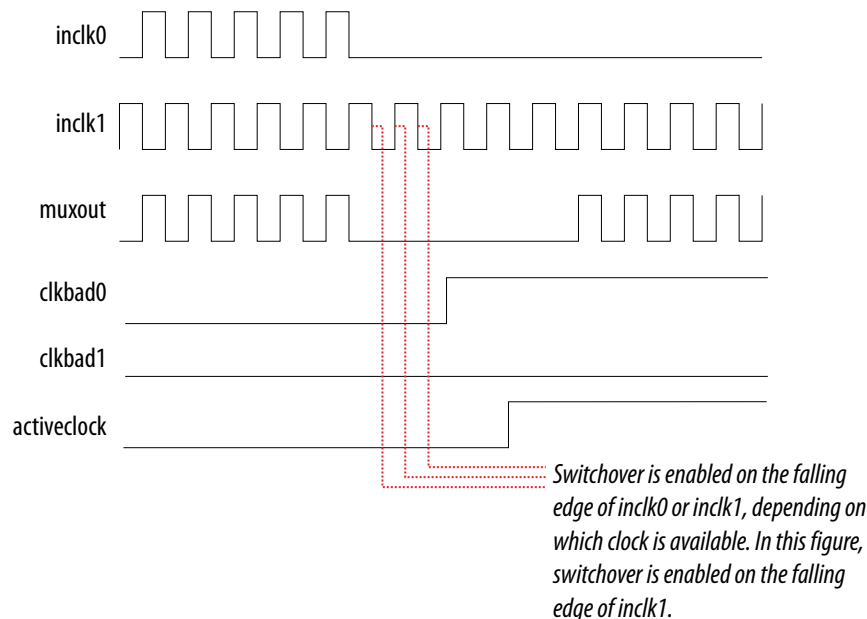 inclk0
inclk1
muxout
clkbad0
clkbad1
activeclock
Switchover is enabled on the falling
edge of inclk0 or inclk1, depending on
which clock is available. In this figure,
switchover is enabled on the falling
edge of inclk1.